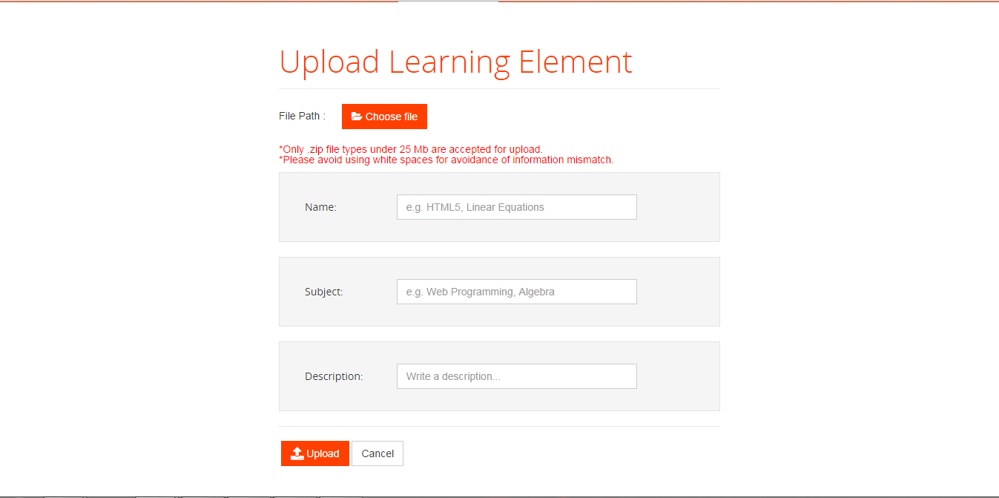 Upload Learning Element
File Path : Choose file
*Only .zip file types under 25 Mb are accepted for upload.
*Please avoid using white spaces for avoidance of information mismatch.
Name: e.g. HTML5, Linear Equations
Subject: e.g. Web Programming, Algebra
Description: Write a description...
Upload Cancel